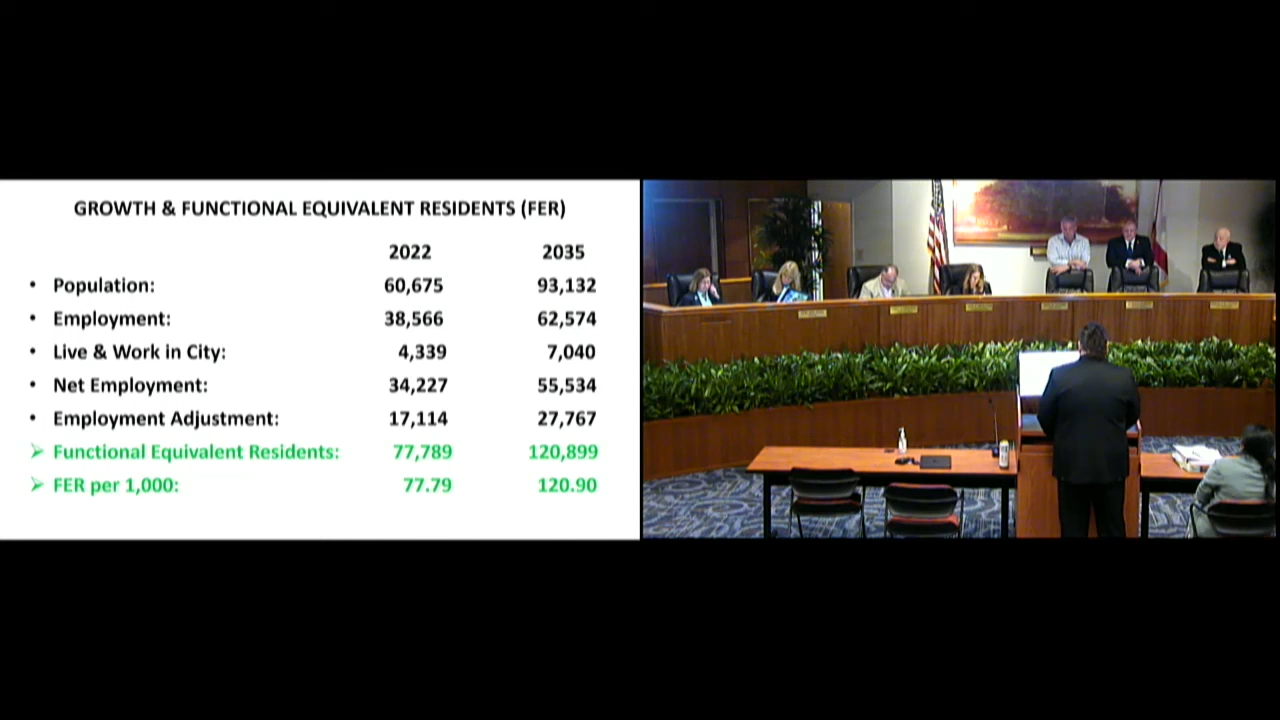 GROWTH & FUNCTIONAL EQUIVALENT RESIDENTS (FER)
2022 2035
• Population: 60,675 93,132
• Employment: 38,566 62,574
• Live & Work in City: 4,339 7,040
• Net Employment: 34,227 55,534
• Employment Adjustment: 17,114 27,767
➢ Functional Equivalent Residents: 77,789 120,899
➢ FER per 1,000: 77.79 120.90